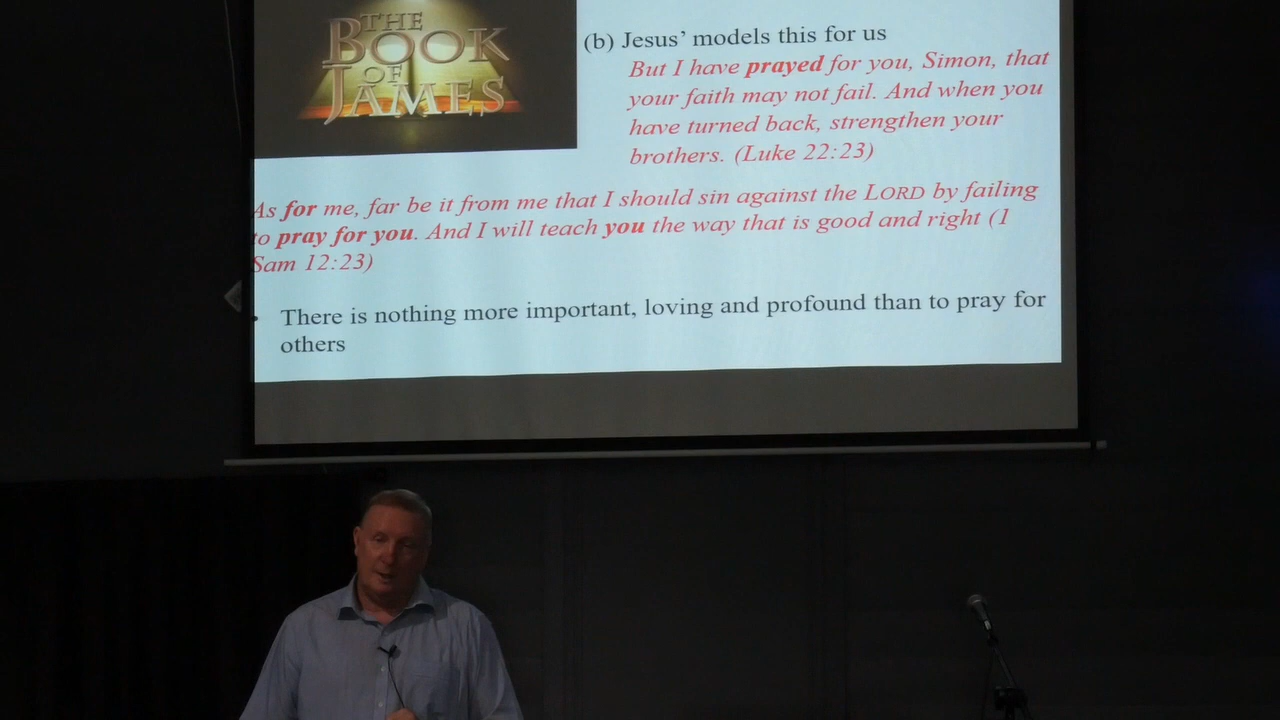 THE
BOOK
OF
JAMES
(b) Jesus' models this for us
But I have prayed for you, Simon, that
your faith may not fail. And when you
have turned back, strengthen your
brothers. (Luke 22:23)
As for me, far be it from me that I should sin against the LORD by failing
to pray for you. And I will teach you the way that is good and right (1
Sam 12:23)
• There is nothing more important, loving and profound than to pray for
others